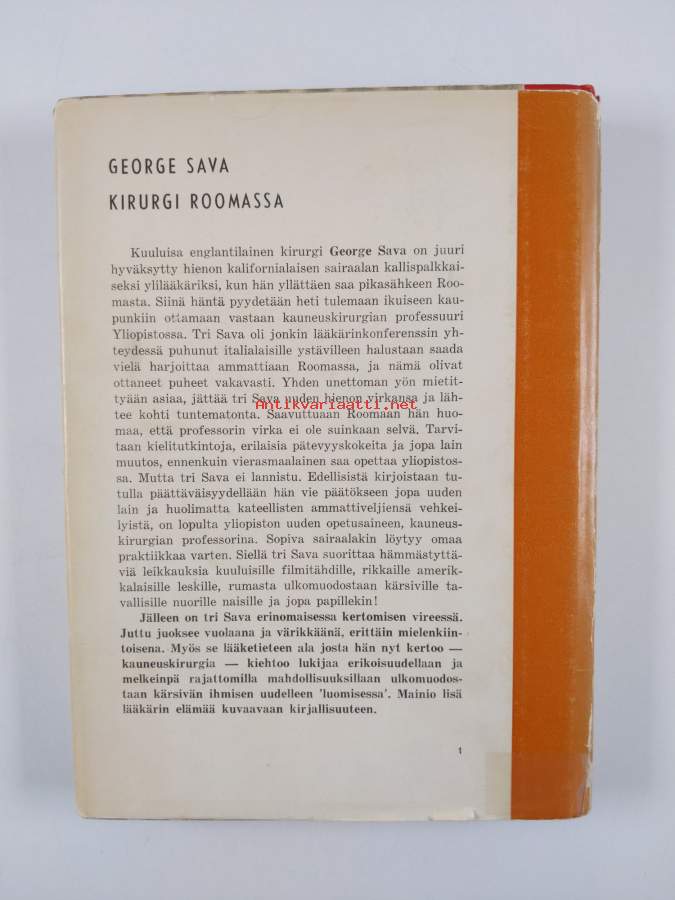 GEORGE SAVA
KIRURGI ROOMASSA
Kuuluisa englantilainen kirurgi George Sava on juuri
hyväksytty hienon kalifornialaisen sairaalan kallispalkkai-
seksi ylilääkäriksi, kun hän yllättäen saa pikasähkeen Roo-
masta. Siinä häntä pyydetään heti tulemaan ikuiseen kau-
punkiin ottamaan vastaan kauneuskirurgian professuuri
Yliopistossa. Tri Sava oli jonkin lääkärinkonferenssin yh-
teydessä puhunut italialaisille ystävilleen halustaan saada
vielä harjoittaa ammattiaan Roomassa, ja nämä olivat
ottaneet puheet vakavasti. Yhden unettoman yön mietit-
tyään asiaa, jättää tri Sava uuden hienon virkansa ja läh-
tee kohti tuntematonta. Saavuttuaan Roomaan hän huo-
Antikvariaatti.net
maa, että professorin virka ei ole suinkaan selvä. Tarvi-
taan kielitutkintoja, erilaisia pätevyyskokeita ja jopa lain
muutos, ennenkuin vierasmaalainen saa opettaa yliopistos-
sa. Mutta tri Sava ei lannistu. Edellisistä kirjoistaan tu-
tulla päättäväisyydellään hän vie päätökseen jopa uuden
lain ja huolimatta kateellisten ammattiveljiensä vehkei-
lyistä, on lopulta yliopiston uuden opetusaineen, kauneus-
kirurgian professorina. Sopiva sairaalakin löytyy omaa
praktiikkaa varten. Siellä tri Sava suorittaa hämmästyttä-
viä leikkauksia kuuluisille filmitähdille, rikkaille amerik-
kalaisille leskille, rumasta ulkomuodostaan kärsiville ta-
vallisille nuorille naisille ja jopa papillekin!
Jälleen on tri Sava erinomaisessa kertomisen vireessä.
Juttu juoksee vuolaana ja värikkäänä, erittäin mielenkiin-
toisena. Myös se lääketieteen ala josta hän nyt kertoo —
kauneuskirurgia — kiehtoo lukijaa erikoisuudellaan ja
melkeinpä rajattomilla mahdollisuuksillaan ulkomuodos-
taan kärsivän ihmisen uudelleen 'luomisessa'. Mainio lisä
lääkärin elämää kuvaavaan kirjallisuuteen.
1